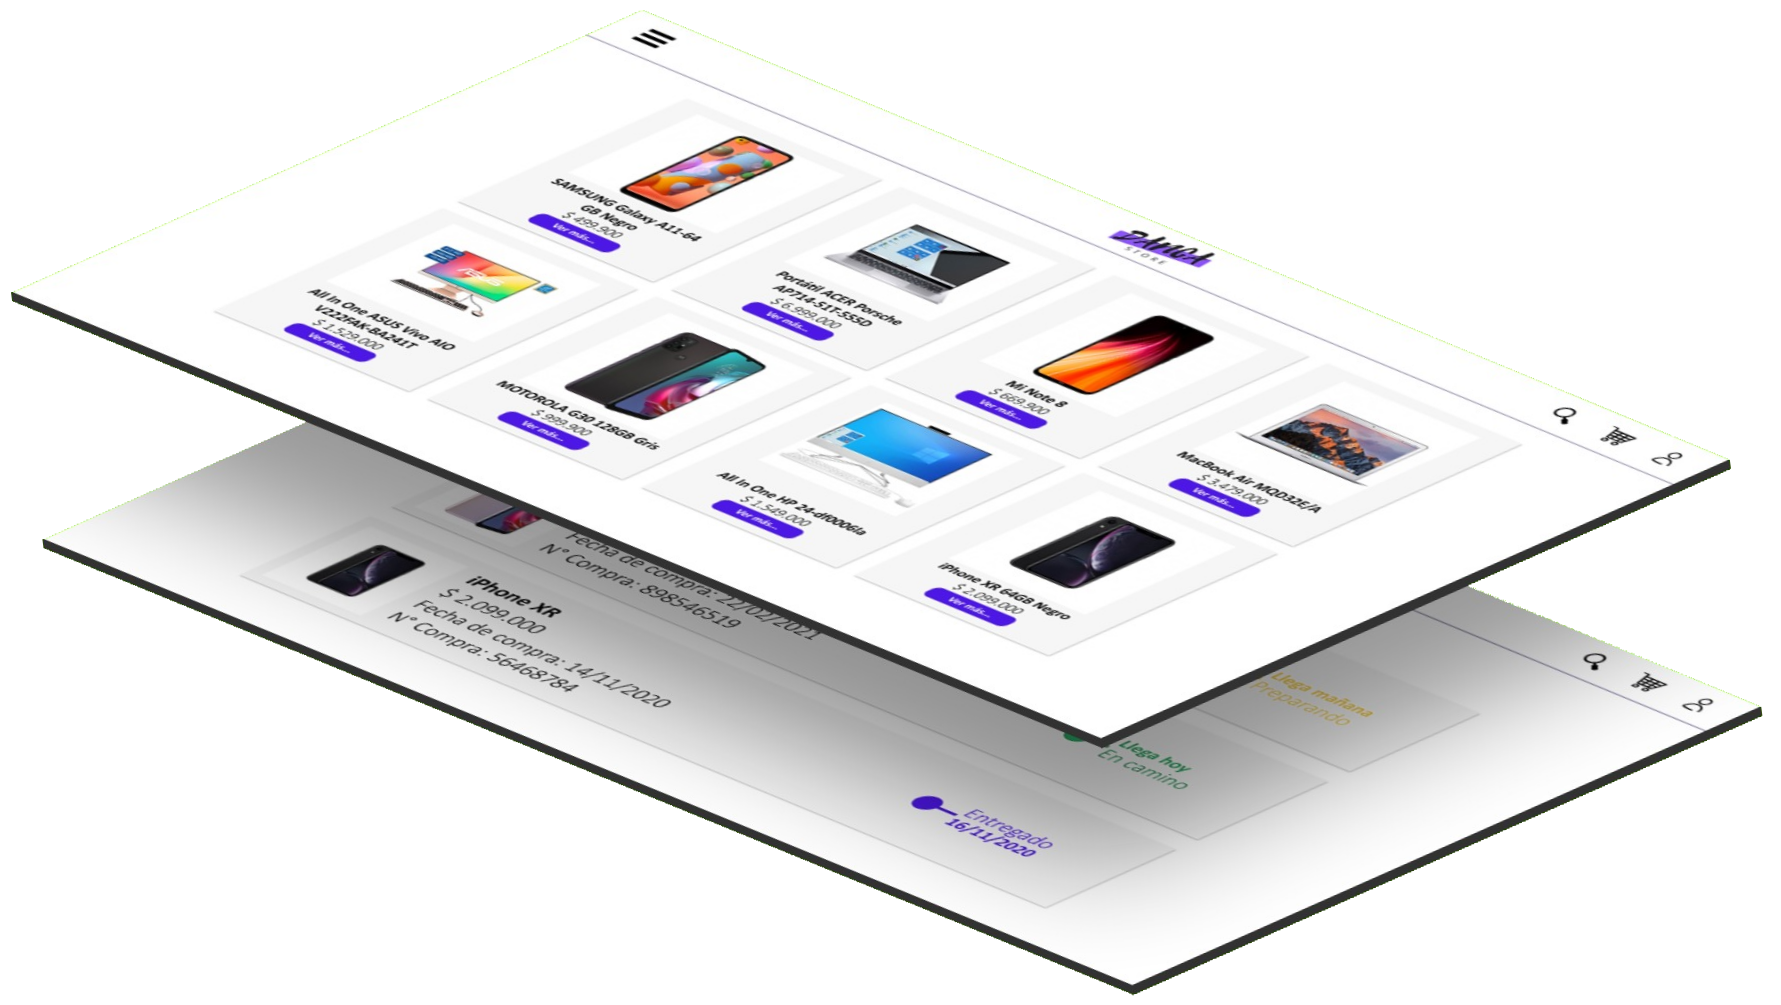 DANGA
STORE
SAMSUNG Galaxy A11-64
GB Negro
$ 499.900
Ver más...
Portátil ACER Porsche
AP714-51T-555D
$ 6.999.000
Ver más...
Mi Note 8
$ 669.900
Ver más...
MacBook Air MQD32E/A
$ 3.479.000
Ver más...
All In One ASUS Vivo AIO
V222FAK-BA241T
$ 1.529.000
Ver más...
MOTOROLA G30 128GB Gris
$ 999.900
Ver más...
All In One HP 24-df0006la
$ 1.549.000
Ver más...
iPhone XR 64GB Negro
$ 2.099.000
Ver más...
Llega mañana
Preparando
Fecha de compra: 22/02/2021
N° Compra: 898546519
Llega hoy
En camino
iPhone XR
$ 2.099.000
Fecha de compra: 14/11/2020
N° Compra: 56468784
Entregado
16/11/2020